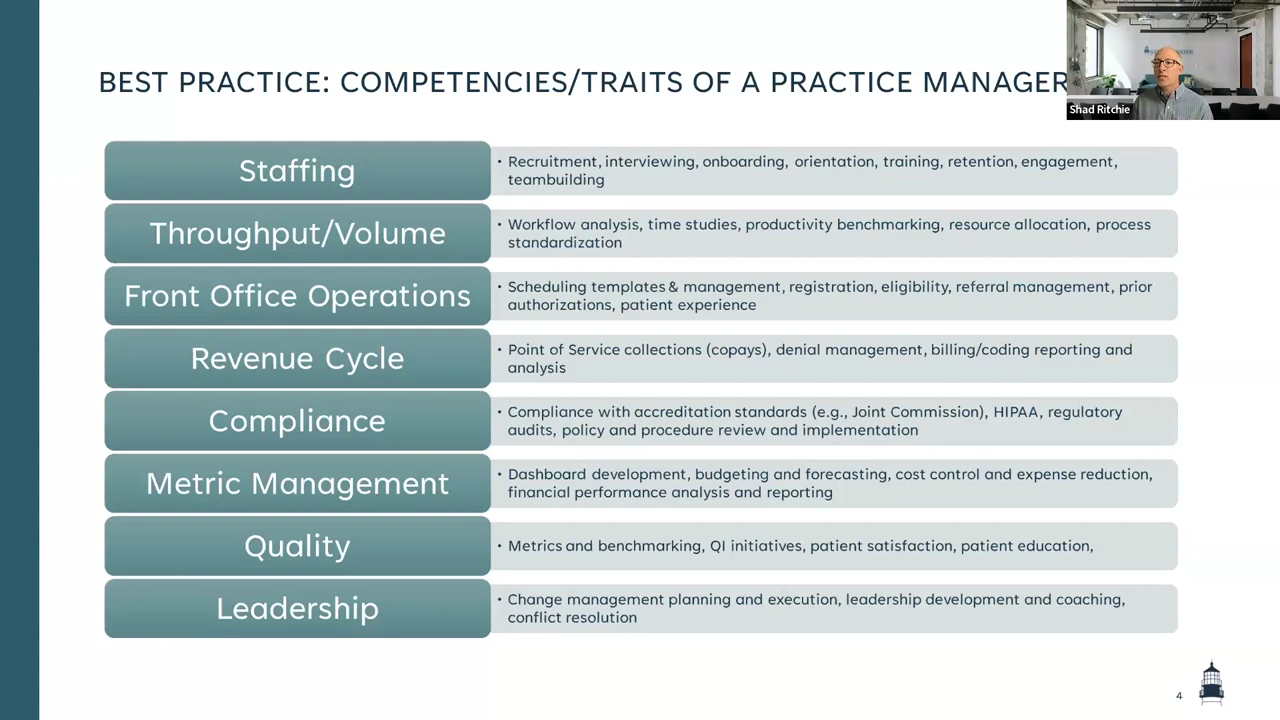 BEST PRACTICE: COMPETENCIES/TRAITS OF A PRACTICE MANAGER
Shad Ritchie
Staffing
• Recruitment, interviewing, onboarding, orientation, training, retention, engagement,
teambuilding
Throughput/Volume
• Workflow analysis, time studies, productivity benchmarking, resource allocation, process
standardization
Front Office Operations
• Scheduling templates & management, registration, eligibility, referral management, prior
authorizations, patient experience
Revenue Cycle
• Point of Service collections (copays), denial management, billing/coding reporting and
analysis
Compliance
• Compliance with accreditation standards (e.g., Joint Commission), HIPAA, regulatory
audits, policy and procedure review and implementation
Metric Management
• Dashboard development, budgeting and forecasting, cost control and expense reduction,
financial performance analysis and reporting
Quality
• Metrics and benchmarking, QI initiatives, patient satisfaction, patient education,
Leadership
• Change management planning and execution, leadership development and coaching,
conflict resolution
4